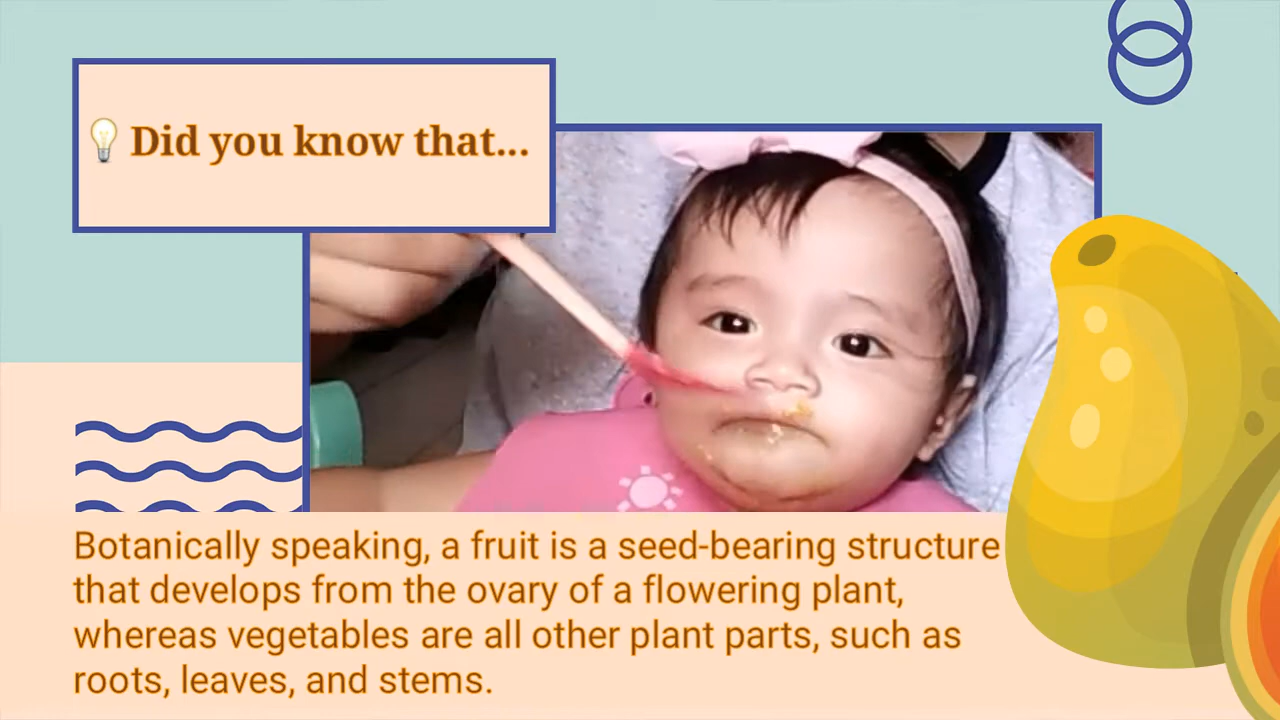 💡 Did you know that...
Botanically speaking, a fruit is a seed-bearing structure
that develops from the ovary of a flowering plant,
whereas vegetables are all other plant parts, such as
roots, leaves, and stems.